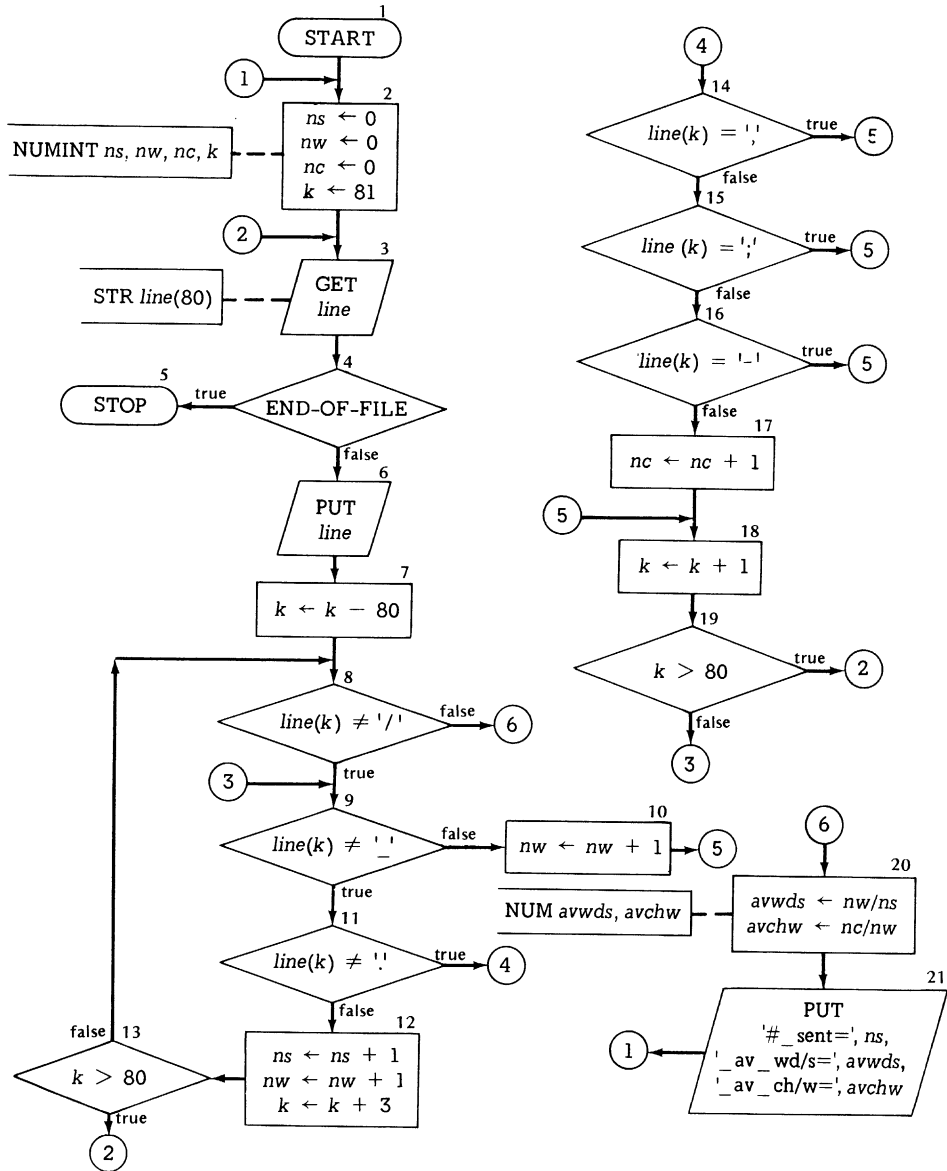 1
START
1
2
ns ← 0
nw ← 0
nc ← 0
k ← 81
NUMINT ns, nw, nc, k
2
3
GET
line
STR line(80)
4
END-OF-FILE
true
5
STOP
false
6
PUT
line
7
k ← k − 80
8
line(k) ≠ '/'
false
6
true
3
9
line(k) ≠ '_'
false
10
nw ← nw + 1
5
true
11
line(k) ≠ '.'
true
4
false
12
ns ← ns + 1
nw ← nw + 1
k ← k + 3
13
false
k > 80
true
2
4
14
line(k) = ','
true
5
false
15
line (k) = ';'
true
5
false
16
line(k) = '-'
true
5
false
17
nc ← nc + 1
5
18
k ← k + 1
19
k > 80
true
2
false
3
6
20
avwds ← nw/ns
avchw ← nc/nw
NUM avwds, avchw
21
PUT
'#_sent=', ns,
'_av_wd/s=', avwds,
'_av_ch/w=', avchw
1